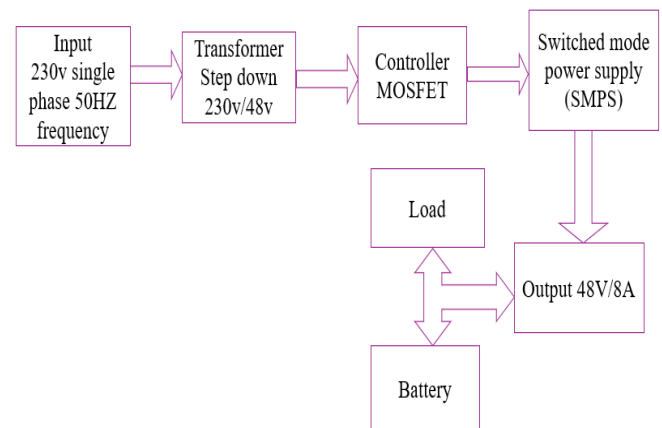 Input
230v single
phase 50HZ
frequency
Transformer
Step down
230v/48v
Controller
MOSFET
Switched mode
power supply
(SMPS)
Load
Output 48V/8A
Battery